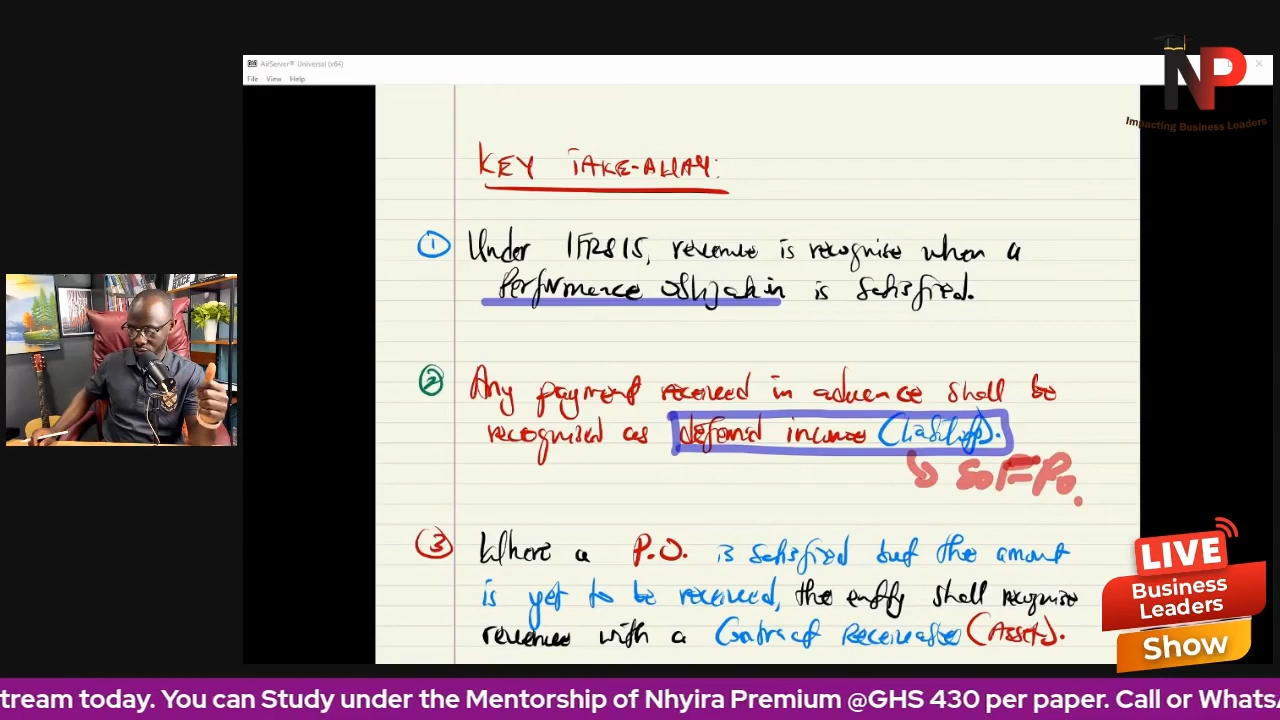 AirServer® Universal (x64)
File View Help
NP
Impacting Business Leaders
KEY TAKE-AWAY:
① Under IFRS 15, revenue is recognise when a
Performance obligation is satisfied.
② Any payment received in advance shall be
recognised as deferred income (Liability).
SOFPo.
③ Where a P.O. is satisfied but the amount
is yet to be received, the entity shall recognise
revenue with a Contract Receivable (Asset).
LIVE
Business
Leaders
Show
tream today. You can Study under the Mentorship of Nhyira Premium @GHS 430 per paper. Call or Whats